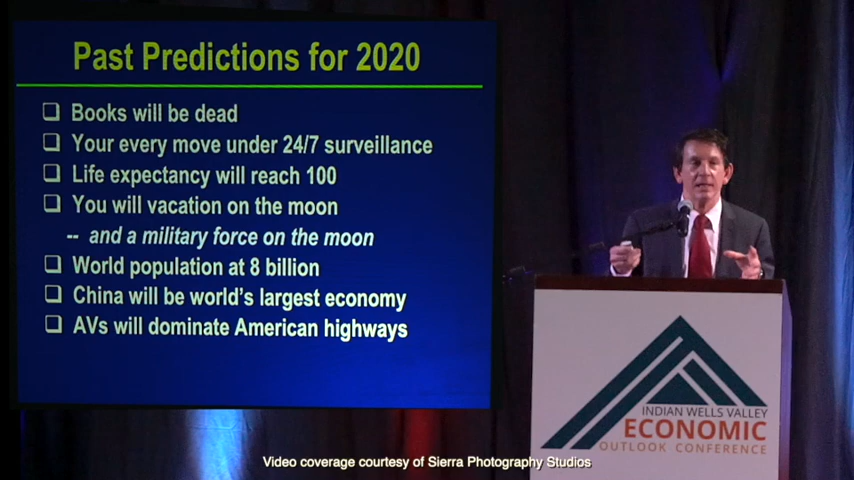 Past Predictions for 2020
❑ Books will be dead
❑ Your every move under 24/7 surveillance
❑ Life expectancy will reach 100
❑ You will vacation on the moon
-- and a military force on the moon
❑ World population at 8 billion
❑ China will be world's largest economy
❑ AVs will dominate American highways
INDIAN WELLS VALLEY
ECONOMIC
OUTLOOK CONFERENCE
Video coverage courtesy of Sierra Photography Studios